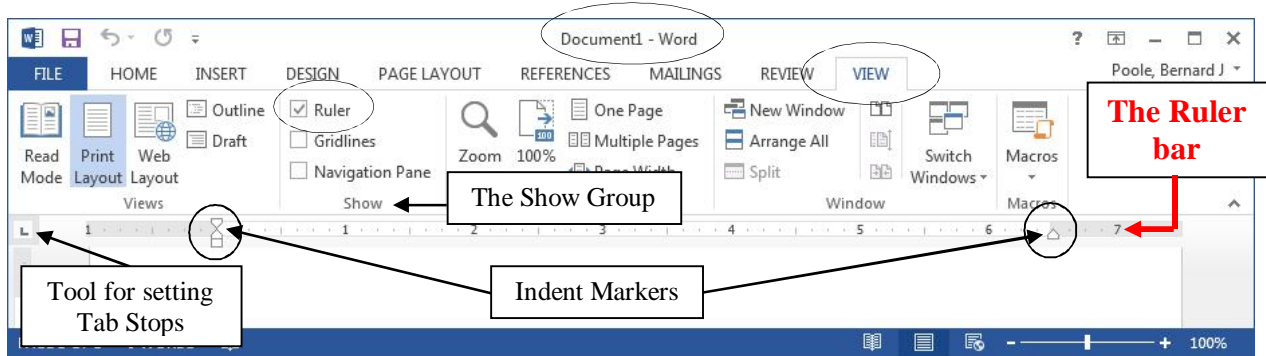 Document1 - Word
?
FILE HOME INSERT DESIGN PAGE LAYOUT REFERENCES MAILINGS REVIEW VIEW Poole, Bernard J
Read Mode
Print Layout
Web Layout
Outline
Draft
Views
Ruler
Gridlines
Navigation Pane
Show
Zoom
100
100%
One Page
Multiple Pages
Page Width
New Window
Arrange All
Split
Switch Windows
Window
Macros
Macros
The Ruler
bar
The Show Group
L 1 1 2 3 4 5 6 7
Tool for setting
Tab Stops
Indent Markers
100%